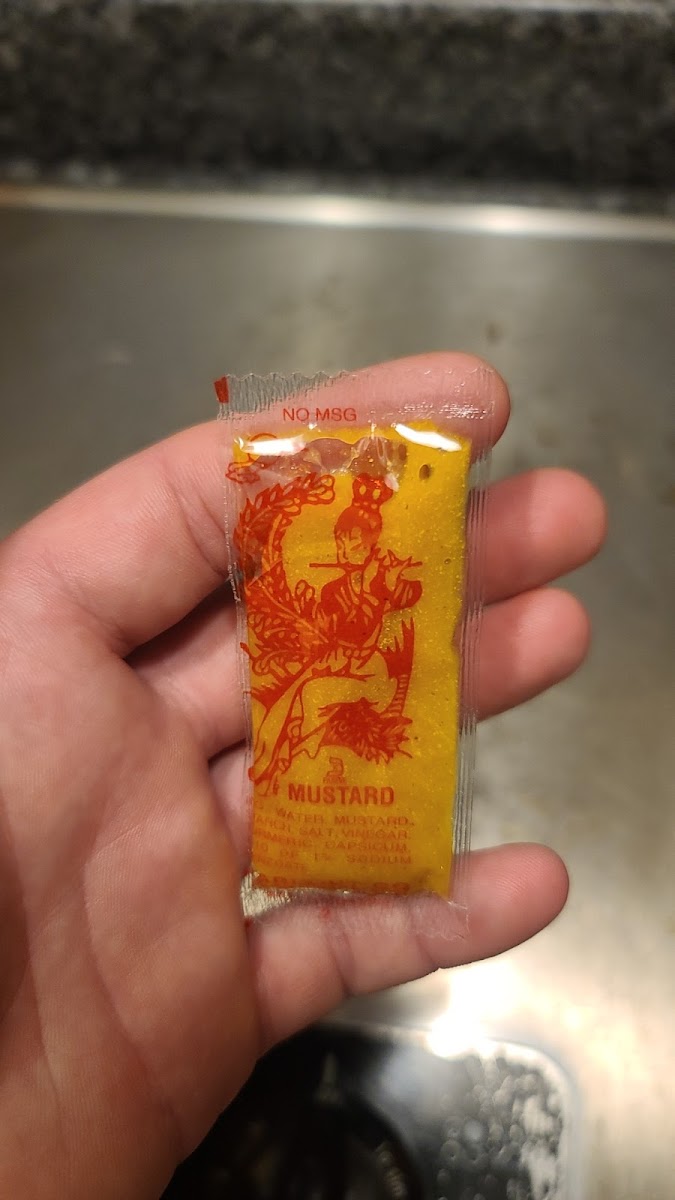 NO MSG
MUSTARD
WATER, MUSTARD,
SALT, VINEGAR,
CAPSICUM,
OF 1% SODIUM